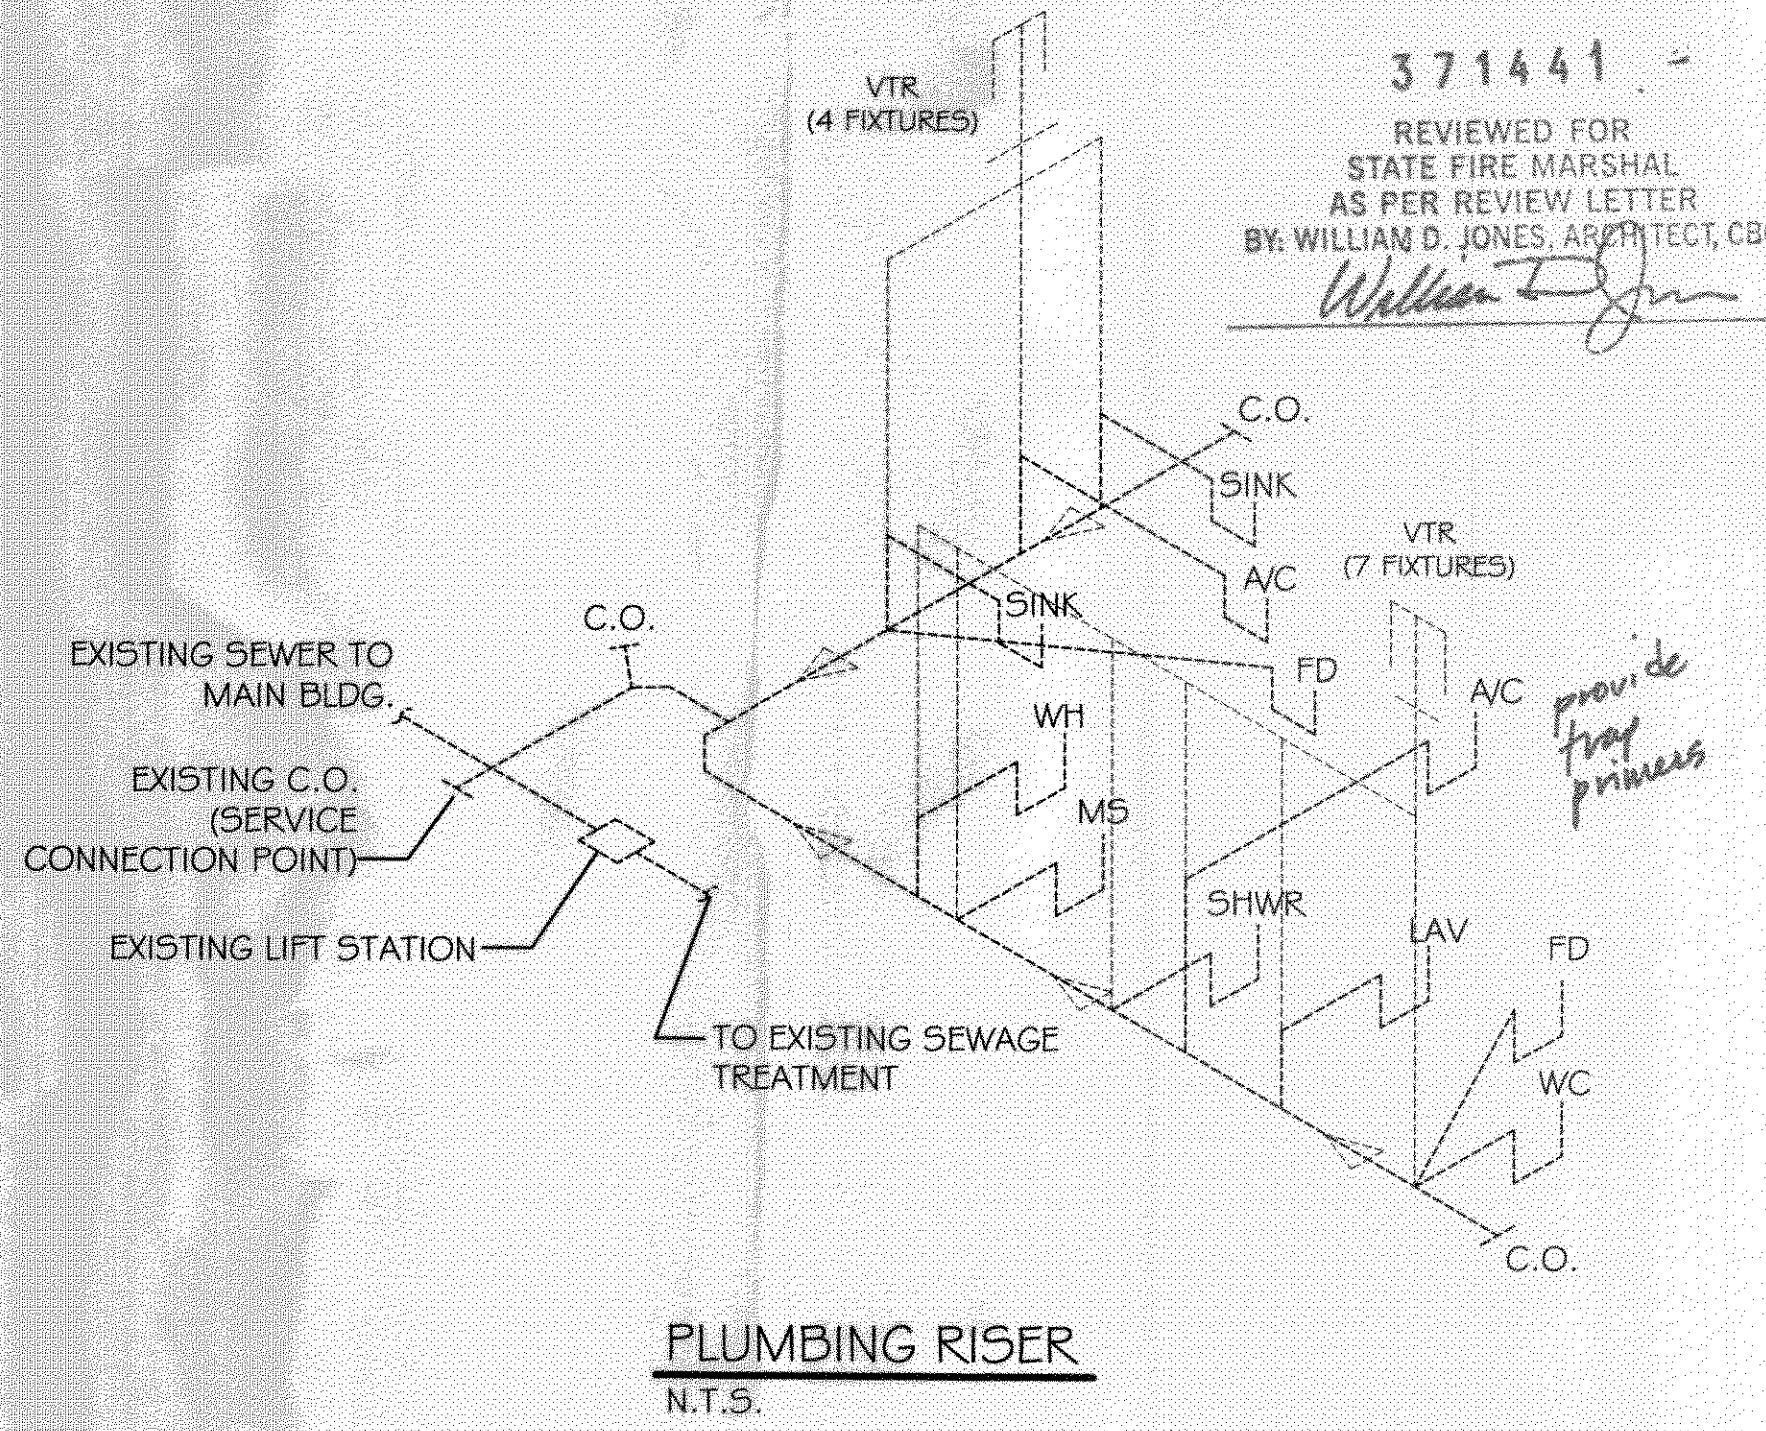 371441
REVIEWED FOR
STATE FIRE MARSHAL
AS PER REVIEW LETTER
BY: WILLIAM D. JONES, ARCHITECT,
VTR
(4 FIXTURES)
C.O.
SINK
A/C
VTR
(7 FIXTURES)
SINK
C.O.
FD
EXISTING SEWER TO
MAIN BLDG.
A/C
provide
trap
primers
WH
EXISTING C.O.
(SERVICE
CONNECTION POINT)
MS
SHWR
LAV
FD
EXISTING LIFT STATION
TO EXISTING SEWAGE
TREATMENT
WC
C.O.
PLUMBING RISER
N.T.S.